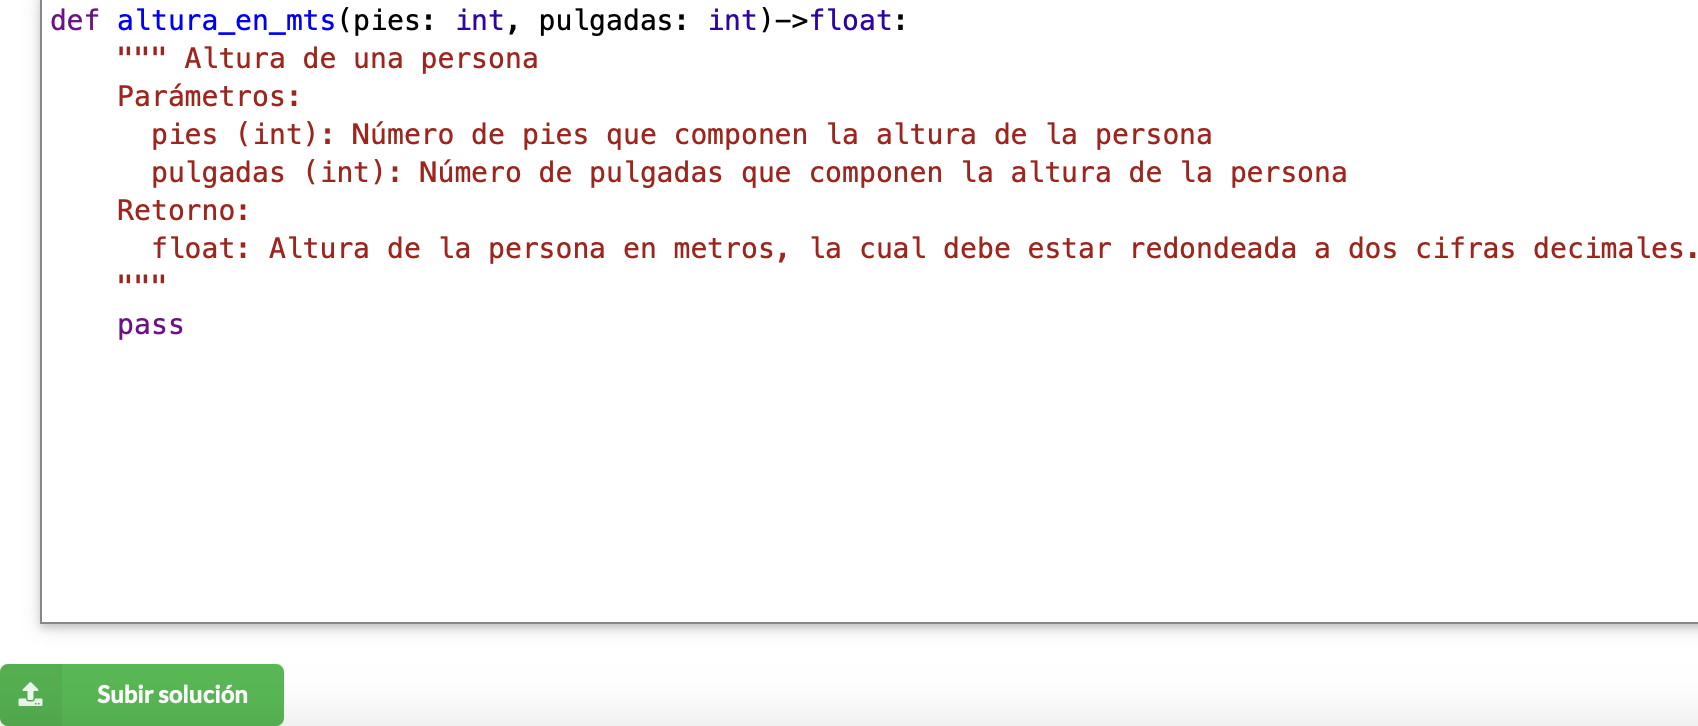 def altura_en_mts(pies: int, pulgadas: int)->float:
    """ Altura de una persona
    Parámetros:
      pies (int): Número de pies que componen la altura de la persona
      pulgadas (int): Número de pulgadas que componen la altura de la persona
    Retorno:
      float: Altura de la persona en metros, la cual debe estar redondeada a dos cifras decimales.
    """
    pass
Subir solución